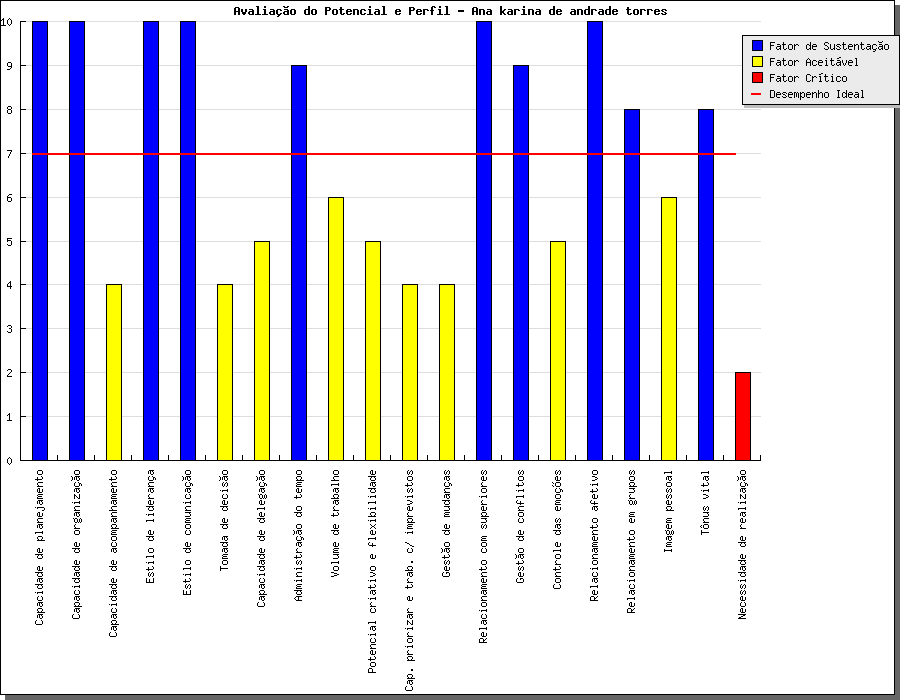 Avaliação do Potencial e Perfil - Ana karina de andrade torres
Fator de Sustentação
Fator Aceitável
Fator Crítico
Desempenho Ideal
10
9
8
7
6
5
4
3
2
1
0
Capacidade de planejamento
Capacidade de organização
Capacidade de acompanhamento
Estilo de liderança
Estilo de comunicação
Tomada de decisão
Capacidade de delegação
Administração do tempo
Volume de trabalho
Potencial criativo e flexibilidade
Cap. priorizar e trab. c/ imprevistos
Gestão de mudanças
Relacionamento com superiores
Gestão de conflitos
Controle das emoções
Relacionamento afetivo
Relacionamento em grupos
Imagem pessoal
Tônus vital
Necessidade de realização